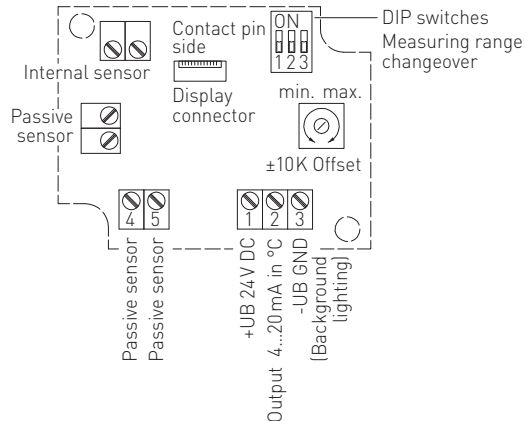 Contact pin
side
ON
1 2 3
DIP switches
Measuring range
changeover
Internal sensor
Display
connector
Passive
sensor
min. max.
±10K Offset
4 5
1 2 3
Passive sensor
Passive sensor
+UB 24V DC
Output 4...20mA in °C
-UB GND
(Background
lighting)